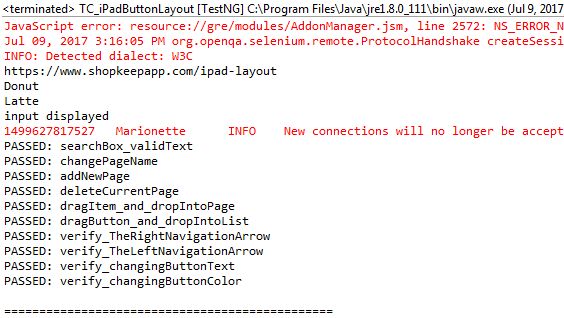 <terminated> TC_iPadButtonLayout [TestNG] C:\Program Files\Java\jre1.8.0_111\bin\javaw.exe (Jul 9, 2017
JavaScript error: resource://gre/modules/AddonManager.jsm, line 2572: NS_ERROR_N
Jul 09, 2017 3:16:05 PM org.openqa.selenium.remote.ProtocolHandshake createSessi
INFO: Detected dialect: W3C
https://www.shopkeepapp.com/ipad-layout
Donut
Latte
input displayed
1499627817527 Marionette INFO New connections will no longer be accept
PASSED: searchBox_validText
PASSED: changePageName
PASSED: addNewPage
PASSED: deleteCurrentPage
PASSED: dragItem_and_dropIntoPage
PASSED: dragButton_and_dropIntoList
PASSED: verify_TheRightNavigationArrow
PASSED: verify_TheLeftNavigationArrow
PASSED: verify_changingButtonText
PASSED: verify_changingButtonColor
===============================================